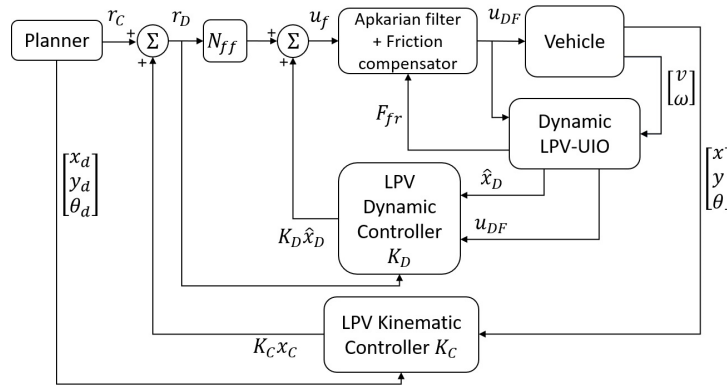 Planner
r_C
+
+
Σ
r_D
N_ff
+
+
Σ
u_f
Apkarian filter
+ Friction
compensator
u_DF
Vehicle
[v
ω]
F_fr
Dynamic
LPV-UIO
[x_d
y_d
θ_d]
[x
y
θ
x̂_D
u_DF
LPV
Dynamic
Controller
K_D
K_D x̂_D
LPV Kinematic
Controller K_C
K_C x_C